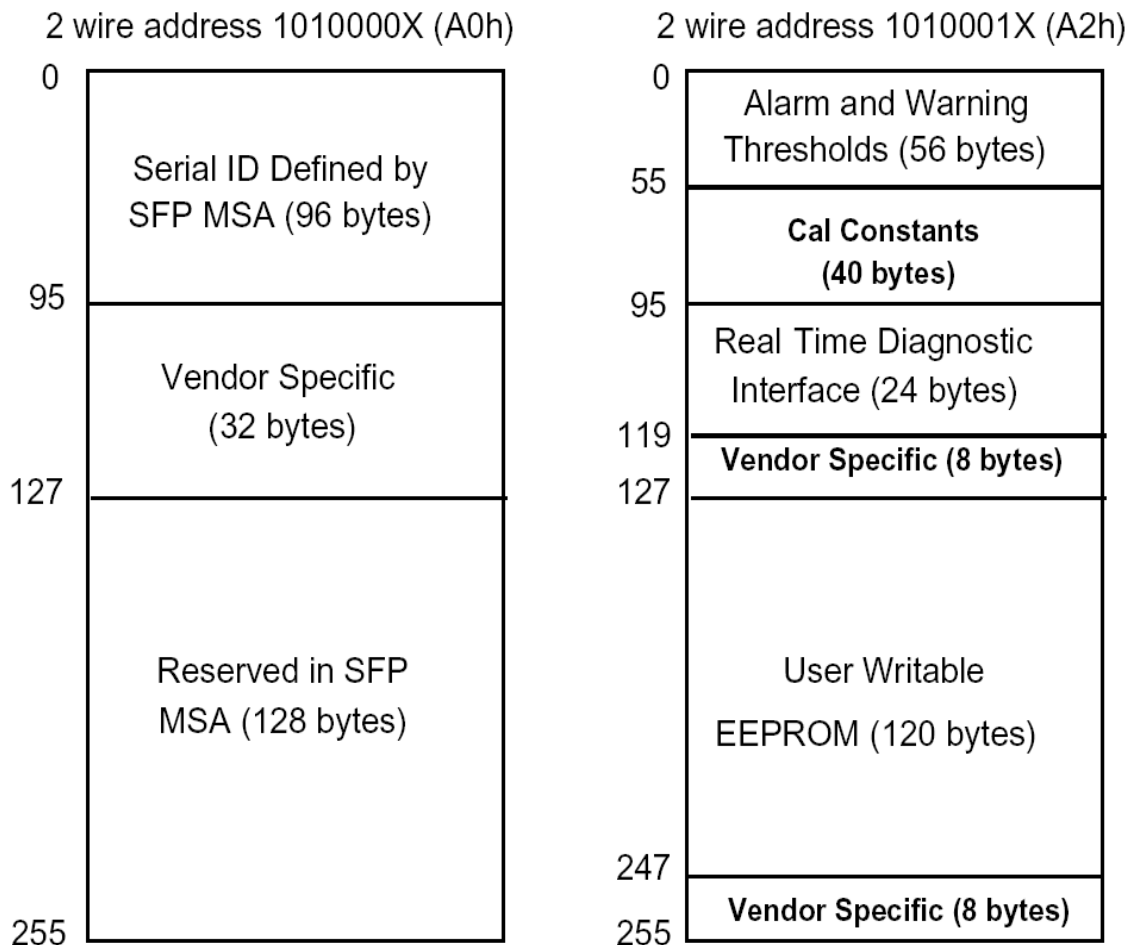 2 wire address 1010000X (A0h)
0
Serial ID Defined by
SFP MSA (96 bytes)
95
Vendor Specific
(32 bytes)
127
Reserved in SFP
MSA (128 bytes)
255
2 wire address 1010001X (A2h)
0
Alarm and Warning
Thresholds (56 bytes)
55
Cal Constants
(40 bytes)
95
Real Time Diagnostic
Interface (24 bytes)
119
Vendor Specific (8 bytes)
127
User Writable
EEPROM (120 bytes)
247
Vendor Specific (8 bytes)
255